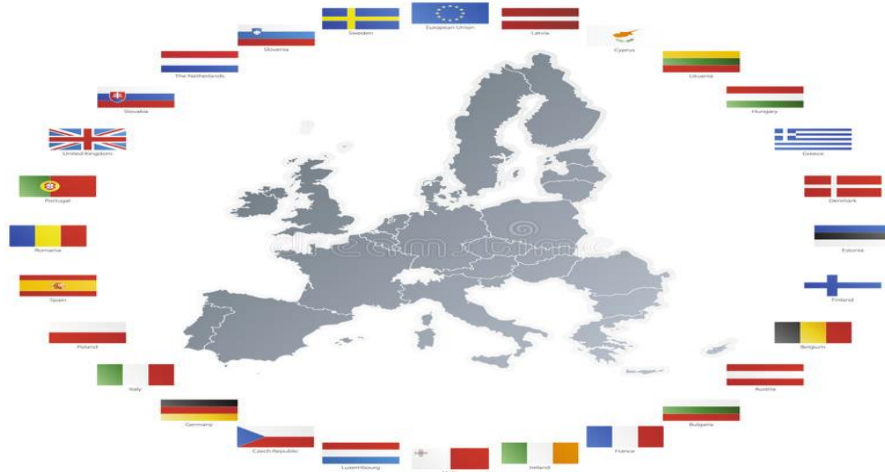 European Union
Latvia
Cyprus
Lithuania
Hungary
Greece
Denmark
Estonia
Finland
Belgium
Austria
Bulgaria
France
Ireland
Luxembourg
Czech Republic
Germany
Italy
Poland
Spain
Romania
Portugal
United Kingdom
Slovakia
The Netherlands
Slovenia
Sweden
dreamstime